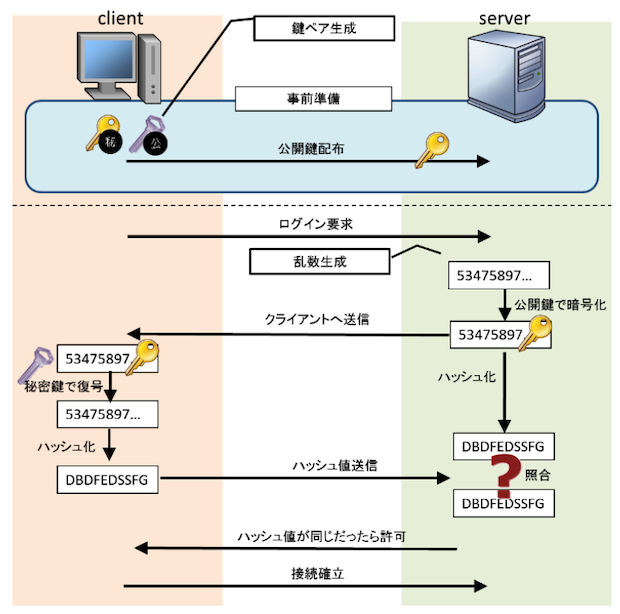 client
server
鍵ペア生成
事前準備
秘
公
公開鍵配布
ログイン要求
乱数生成
53475897...
公開鍵で暗号化
クライアントへ送信
53475897
53475897
ハッシュ化
秘密鍵で復号
53475897...
ハッシュ化
DBDFEDSSFG
ハッシュ値送信
DBDFEDSSFG
?
照合
DBDFEDSSFG
ハッシュ値が同じだったら許可
接続確立